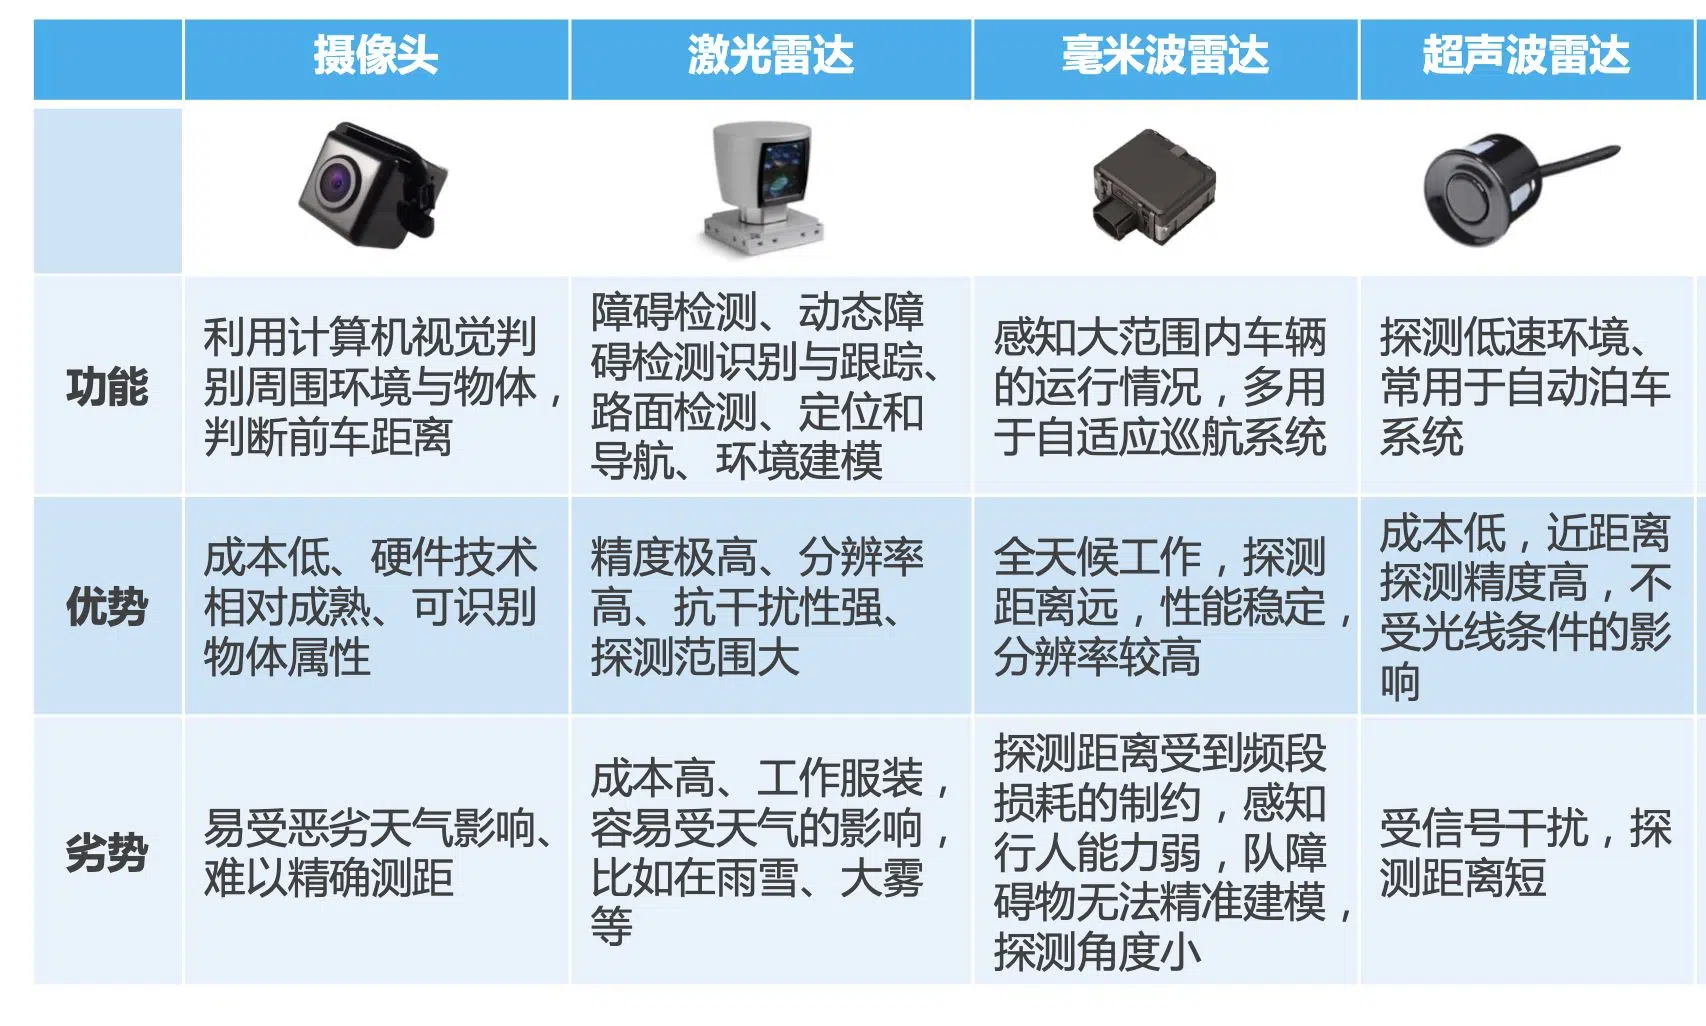 摄像头
激光雷达
毫米波雷达
超声波雷达
功能
利用计算机视觉判
别周围环境与物体，
判断前车距离
障碍检测、动态障
碍检测识别与跟踪、
路面检测、定位和
导航、环境建模
感知大范围内车辆
的运行情况，多用
于自适应巡航系统
探测低速环境、
常用于自动泊车
系统
优势
成本低、硬件技术
相对成熟、可识别
物体属性
精度极高、分辨率
高、抗干扰性强、
探测范围大
全天候工作，探测
距离远，性能稳定，
分辨率较高
成本低，近距离
探测精度高，不
受光线条件的影
响
劣势
易受恶劣天气影响、
难以精确测距
成本高、工作服装，
容易受天气的影响，
比如在雨雪、大雾
等
探测距离受到频段
损耗的制约，感知
行人能力弱，队障
碍物无法精准建模，
探测角度小
受信号干扰，探
测距离短